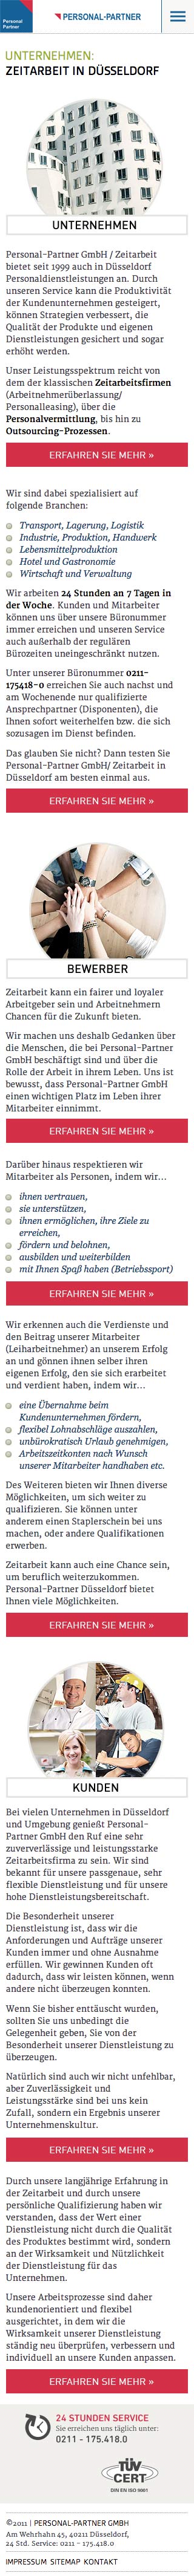 Personal
Partner
PERSONAL-PARTNER
UNTERNEHMEN:
ZEITARBEIT IN DÜSSELDORF
UNTERNEHMEN
Personal-Partner GmbH / Zeitarbeit
bietet seit 1999 auch in Düsseldorf
Personaldienstleistungen an. Durch
unseren Service kann die Produktivität
der Kundenunternehmen gesteigert,
können Strategien verbessert, die
Qualität der Produkte und eigenen
Dienstleistungen gesichert und sogar
erhöht werden.
Unser Leistungsspektrum reicht von
dem der klassischen Zeitarbeitsfirmen
(Arbeitnehmerüberlassung/
Personalleasing), über die
Personalvermittlung, bis hin zu
Outsourcing-Prozessen.
ERFAHREN SIE MEHR »
Wir sind dabei spezialisiert auf
folgende Branchen:
Transport, Lagerung, Logistik
Industrie, Produktion, Handwerk
Lebensmittelproduktion
Hotel und Gastronomie
Wirtschaft und Verwaltung
Wir arbeiten 24 Stunden an 7 Tagen in
der Woche. Kunden und Mitarbeiter
können uns über unsere Büronummer
immer erreichen und unseren Service
auch außerhalb der regulären
Bürozeiten uneingeschränkt nutzen.
Unter unserer Büronummer 0211-
175418-0 erreichen Sie auch nachst und
am Wochenende nur qualifizierte
Ansprechpartner (Disponenten), die
Ihnen sofort weiterhelfen bzw. die sich
sozusagen im Dienst befinden.
Das glauben Sie nicht? Dann testen Sie
Personal-Partner GmbH/ Zeitarbeit in
Düsseldorf am besten einmal aus.
ERFAHREN SIE MEHR »
BEWERBER
Zeitarbeit kann ein fairer und loyaler
Arbeitgeber sein und Arbeitnehmern
Chancen für die Zukunft bieten.
Wir machen uns deshalb Gedanken über
die Menschen, die bei Personal-Partner
GmbH beschäfrigt sind und über die
Rolle der Arbeit in ihrem Leben. Uns ist
bewusst, dass Personal-Partner GmbH
einen wichtigen Platz im Leben ihrer
Mitarbeiter einnimmt.
ERFAHREN SIE MEHR »
Darüber hinaus respektieren wir
Mitarbeiter als Personen, indem wir…
ihnen vertrauen,
sie unterstützen,
ihnen ermöglichen, ihre Ziele zu
erreichen,
fördern und belohnen,
ausbilden und weiterbilden
mit Ihnen Spaß haben (Betriebssport)
ERFAHREN SIE MEHR »
Wir erkennen auch die Verdienste und
den Beitrag unserer Mitarbeiter
(Leiharbeitnehmer) an unserem Erfolg
an und gönnen ihnen selber ihren
eigenen Erfolg, den sie sich erarbeitet
und verdient haben, indem wir…
eine Übernahme beim
Kundenunternehmen fördern,
flexibel Lohnabschläge auszahlen,
unbürokratisch Urlaub genehmigen,
Arbeitszeitkonten nach Wunsch
unserer Mitarbeiter handhaben etc.
Des Weiteren bieten wir Ihnen diverse
Möglichkeiten, um sich weiter zu
qualifizieren. Sie können unter
anderem einen Staplerschein bei uns
machen, oder andere Qualifikationen
erwerben.
Zeitarbeit kann auch eine Chance sein,
um beruflich weiterzukommen.
Personal-Partner Düsseldorf bietet
Ihnen viele Möglichkeiten.
ERFAHREN SIE MEHR »
KUNDEN
Bei vielen Unternehmen in Düsseldorf
und Umgebung genießt Personal-
Partner GmbH den Ruf eine sehr
zuververlässige und leistungsstarke
Zeitarbeitsfirma zu sein. Wir sind
bekannt für unsere passgenaue, sehr
flexible Dienstleistung und für unsere
hohe Dienstleistungsbereitschaft.
Die Besonderheit unserer
Dienstleistung ist, dass wir die
Anforderungen und Aufträge unserer
Kunden immer und ohne Ausnahme
erfüllen. Wir gewinnen Kunden oft
dadurch, dass wir leisten können, wenn
andere nicht überzeugen konnten.
Wenn Sie bisher enttäuscht wurden,
sollten Sie uns unbedingt die
Gelegenheit geben, Sie von der
Besonderheit unserer Dienstleistung zu
überzeugen.
Natürlich sind auch wir nicht unfehlbar,
aber Zuverlässigkeit und
Leistungsstärke sind bei uns kein
Zufall, sondern ein Ergebnis unserer
Unternehmenskultur.
ERFAHREN SIE MEHR »
Durch unsere langjährige Erfahrung in
der Zeitarbeit und durch unsere
persönliche Qualifizierung haben wir
verstanden, dass der Wert einer
Dienstleistung nicht durch die Qualität
des Produktes bestimmt wird, sondern
an der Wirksamkeit und Nützlichkeit
der Dienstleistung für das
Unternehmen.
Unsere Arbeitsprozesse sind daher
kundenorientiert und flexibel
ausgerichtet, in dem wir die
Wirksamkeit unserer Dienstleistung
ständig neu überprüfen, verbessern und
individuell an unsere Kunden anpassen.
ERFAHREN SIE MEHR »
24 STUNDEN SERVICE
Sie erreichen uns täglich unter:
0211 - 175.418.0
TÜV
CERT
DIN EN ISO 9001
©2011 | PERSONAL-PARTNER GMBH
Am Wehrhahn 45, 40211 Düsseldorf,
24 Std. Service: 0211 - 175.418.0
IMPRESSUM SITEMAP KONTAKT